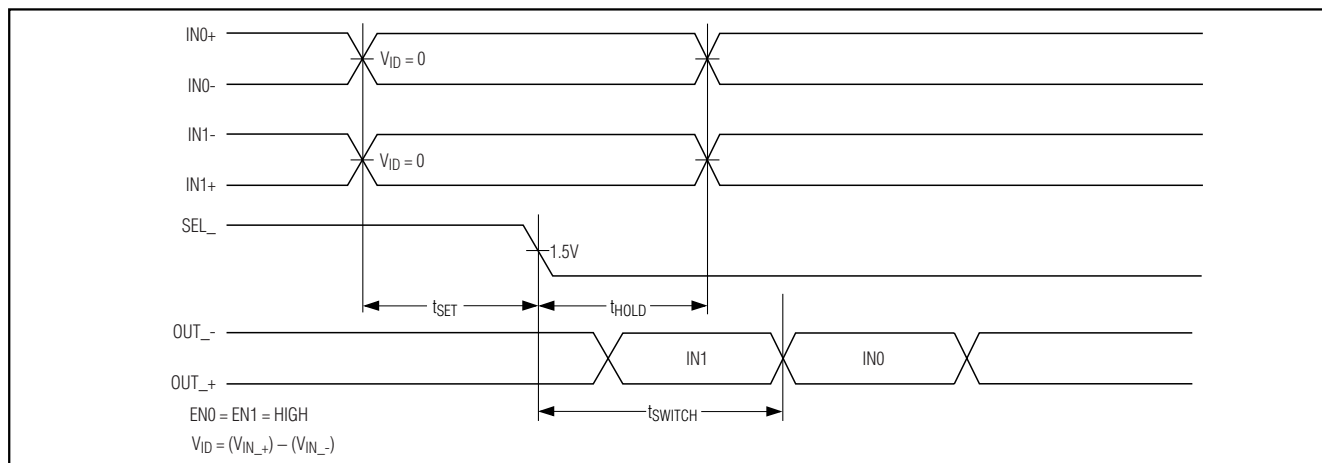 IN0+
V_ID = 0
IN0-
IN1-
V_ID = 0
IN1+
SEL_
1.5V
t_SET
t_HOLD
OUT_-
IN1
IN0
OUT_+
t_SWITCH
EN0 = EN1 = HIGH
V_ID = (V_IN_+) – (V_IN_-)